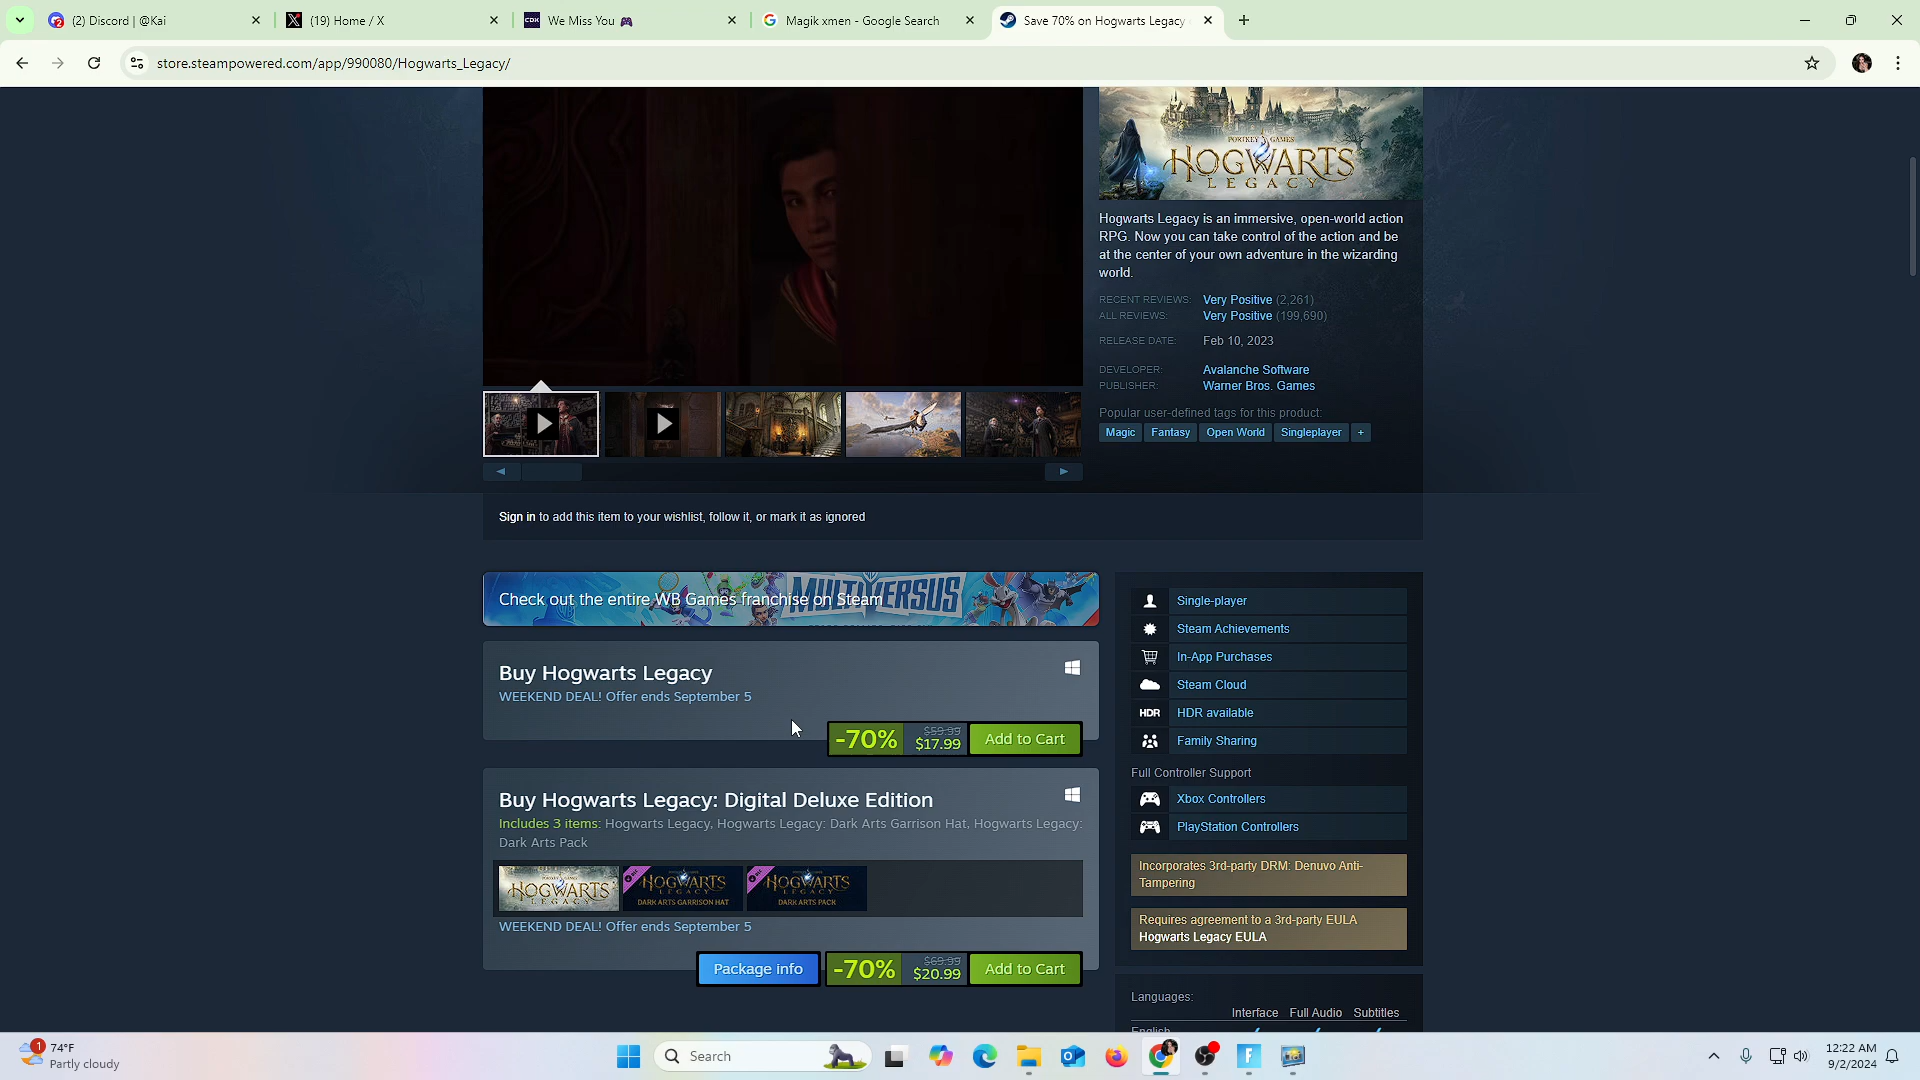 (2) Discord | @Kai
(19) Home / X
CDK
We Miss You 🎮
Magik xmen - Google Search
Save 70% on Hogwarts Legacy
store.steampowered.com/app/990080/Hogwarts_Legacy/
PORTKEY GAMES
HOGWARTS
LEGACY
Hogwarts Legacy is an immersive, open-world action
RPG. Now you can take control of the action and be
at the center of your own adventure in the wizarding
world.
RECENT REVIEWS: Very Positive (2,261)
ALL REVIEWS: Very Positive (199,690)
RELEASE DATE: Feb 10, 2023
DEVELOPER: Avalanche Software
PUBLISHER: Warner Bros. Games
Popular user-defined tags for this product:
Magic Fantasy Open World Singleplayer +
Sign in to add this item to your wishlist, follow it, or mark it as ignored
MULTIVERSUS
Check out the entire WB Games franchise on Steam
Buy Hogwarts Legacy
WEEKEND DEAL! Offer ends September 5
-70% $59.99 $17.99 Add to Cart
Buy Hogwarts Legacy: Digital Deluxe Edition
Includes 3 items: Hogwarts Legacy, Hogwarts Legacy: Dark Arts Garrison Hat, Hogwarts Legacy:
Dark Arts Pack
HOGWARTS LEGACY
HOGWARTS LEGACY DARK ARTS GARRISON HAT
HOGWARTS LEGACY DARK ARTS PACK
WEEKEND DEAL! Offer ends September 5
Package info -70% $69.99 $20.99 Add to Cart
Single-player
Steam Achievements
In-App Purchases
Steam Cloud
HDR HDR available
Family Sharing
Full Controller Support
Xbox Controllers
PlayStation Controllers
Incorporates 3rd-party DRM: Denuvo Anti-
Tampering
Requires agreement to a 3rd-party EULA
Hogwarts Legacy EULA
Languages:
Interface Full Audio Subtitles
English
1
74°F
Partly cloudy
Search
12:22 AM
9/2/2024